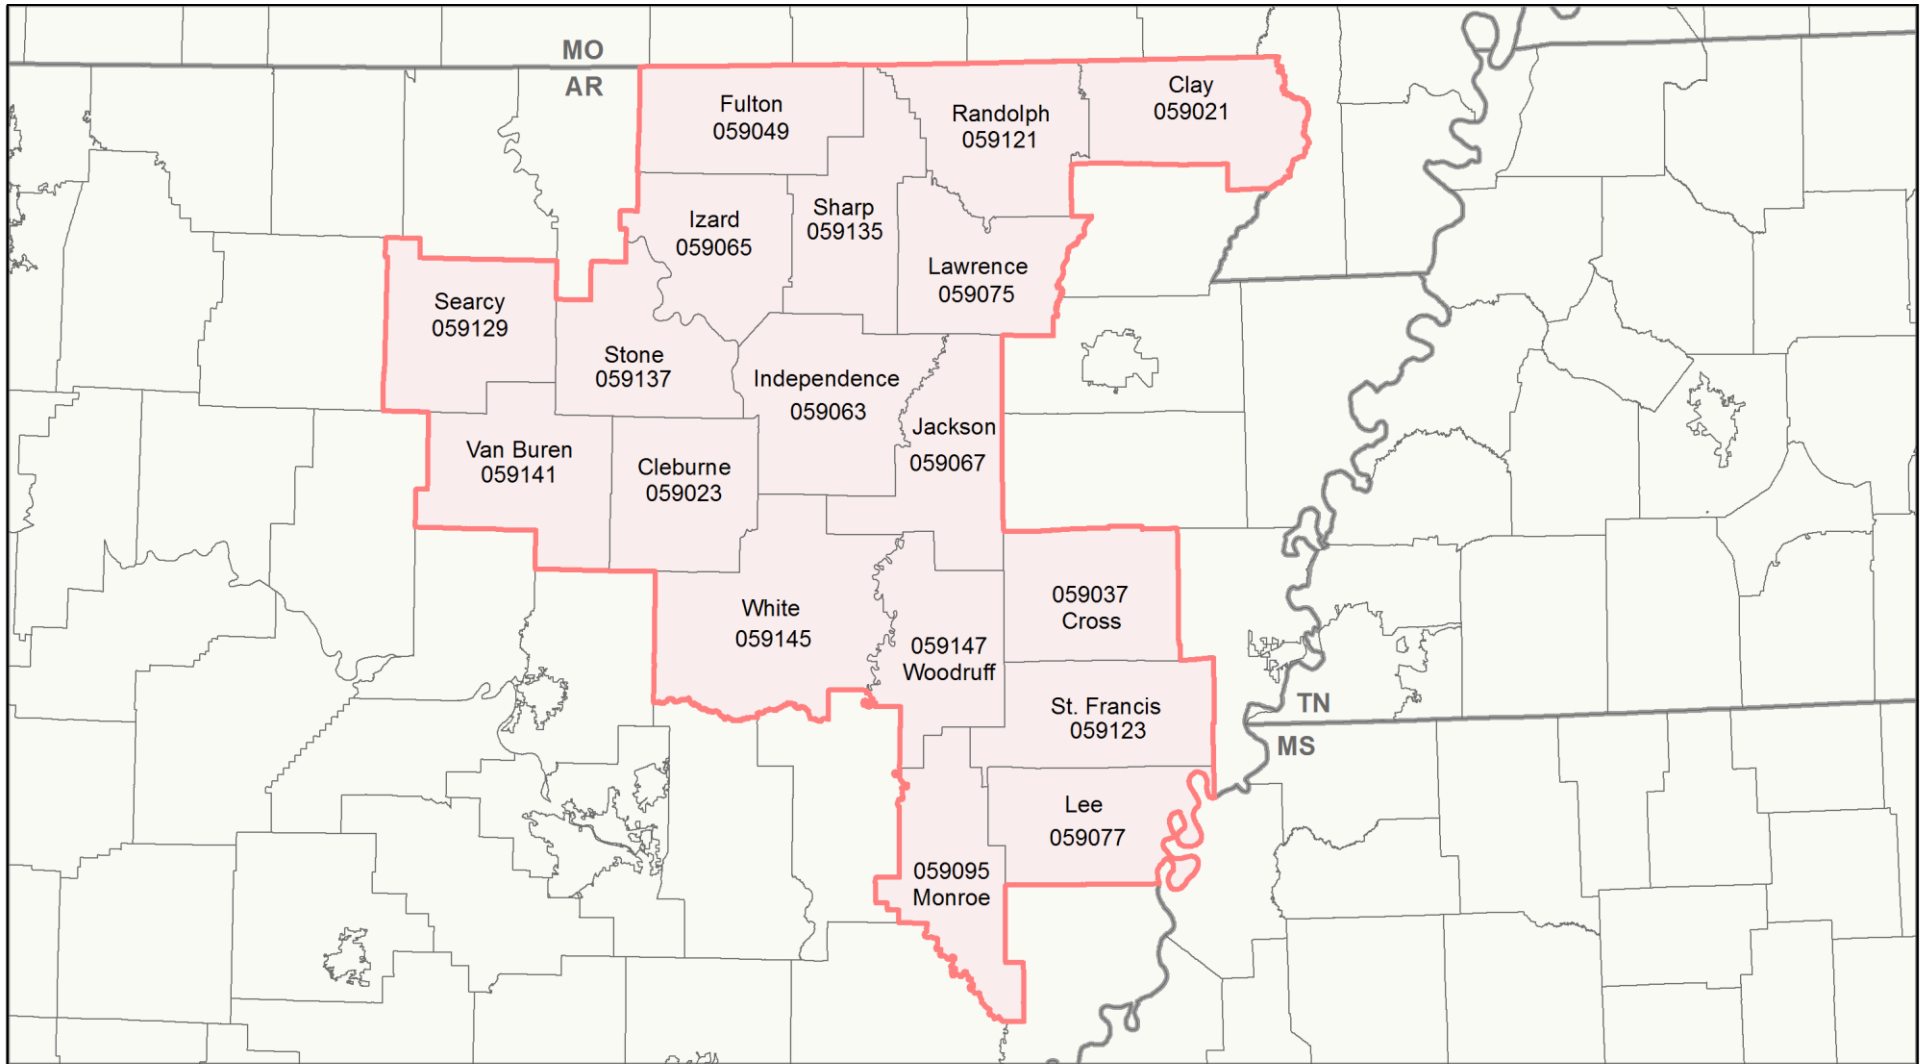 MO
AR
Fulton
059049
Randolph
059121
Clay
059021
Izard
059065
Sharp
059135
Lawrence
059075
Searcy
059129
Stone
059137
Independence
059063
Jackson
059067
Van Buren
059141
Cleburne
059023
White
059145
059147
Woodruff
059037
Cross
St. Francis
059123
TN
MS
Lee
059077
059095
Monroe